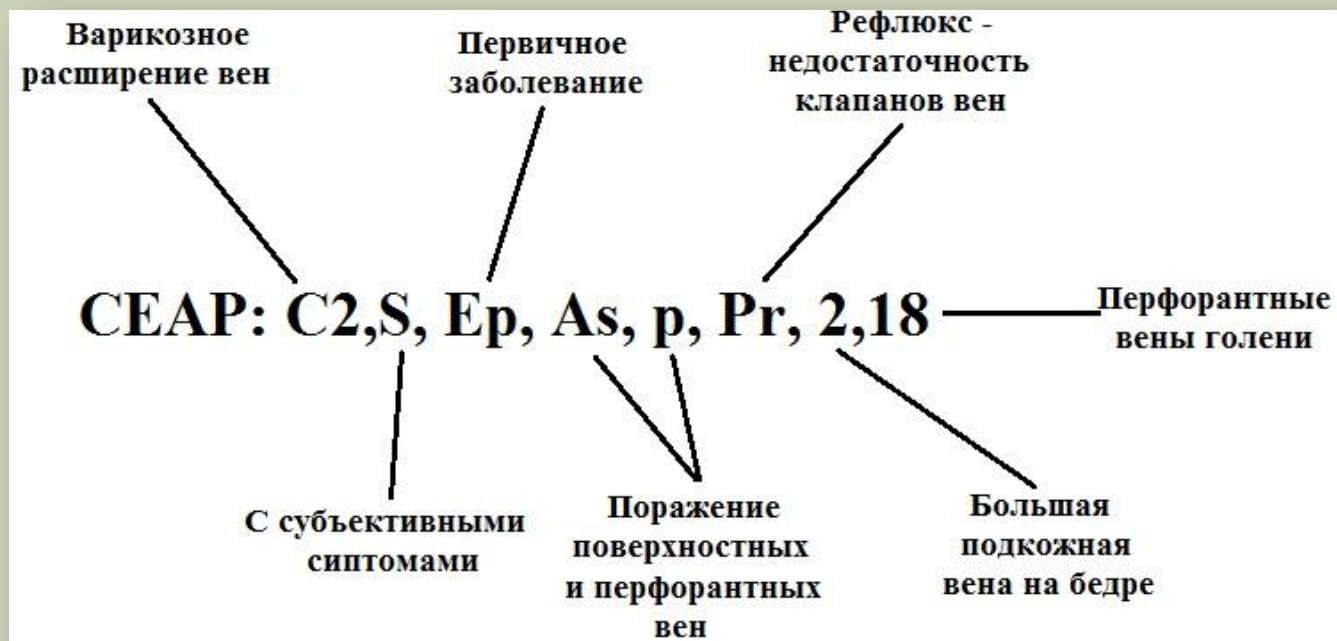 Варикозное
расширение вен
Первичное
заболевание
Рефлюкс -
недостаточность
клапанов вен
CEAP: C2,S, Ep, As, p, Pr, 2,18
Перфорантные
вены голени
С субъективными
сиптомами
Поражение
поверхностных
и перфорантных
вен
Большая
подкожная
вена на бедре